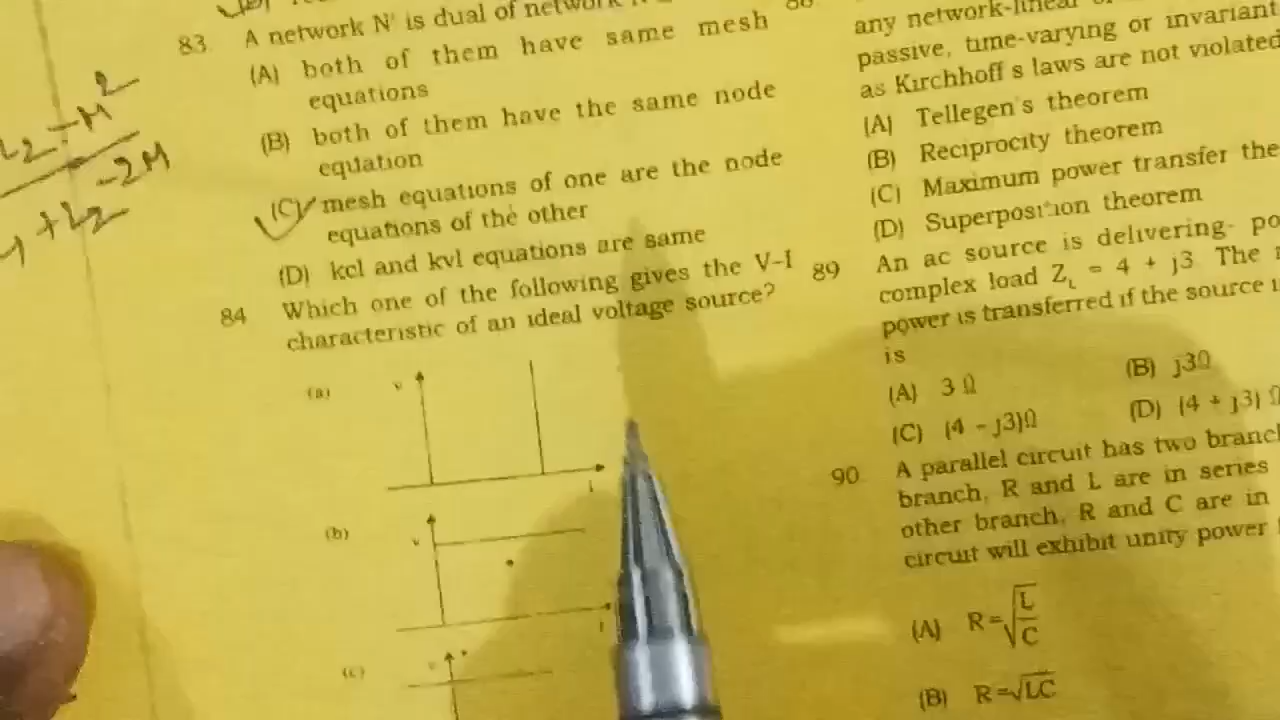 83. A network N' is dual of network N
(A) both of them have same mesh
equations
(B) both of them have the same node
equation
(C) mesh equations of one are the node
equations of the other
(D) kcl and kvl equations are same
84 Which one of the following gives the V-I
characteristic of an ideal voltage source?
(a)
v
i
(b)
v
(c)
v
any network-linear
passive, time-varying or invariant
as Kirchhoff s laws are not violated
(A) Tellegen's theorem
(B) Reciprocity theorem
(C) Maximum power transfer
(D) Superposition theorem
89 An ac source is delivering-
complex load Z_L = 4 + j3 The
power is transferred if the source
is
(A) 3 Ω
(B) j3Ω
(C) (4 - j3)Ω
(D) (4 + j3) Ω
90 A parallel circuit has two
branch, R and L are in series
other branch, R and C are in
circuit will exhibit unity power
(A) R=√L/C
(B) R=√LC
L2-M2
+L2-2M